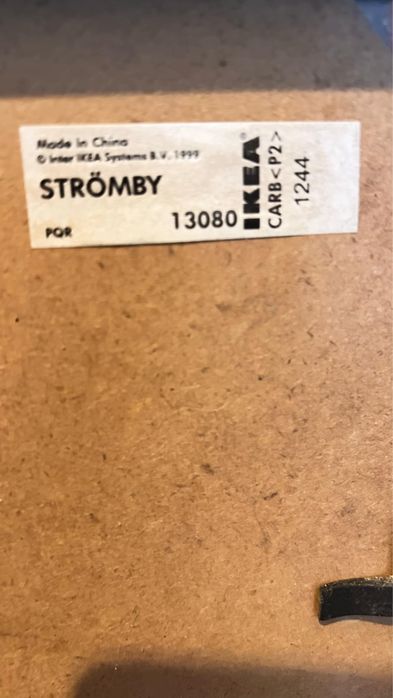 Made in China
© Inter IKEA Systems B.V. 1999
STRÖMBY
PQR
13080
IKEA®
CARB<P2>
1244